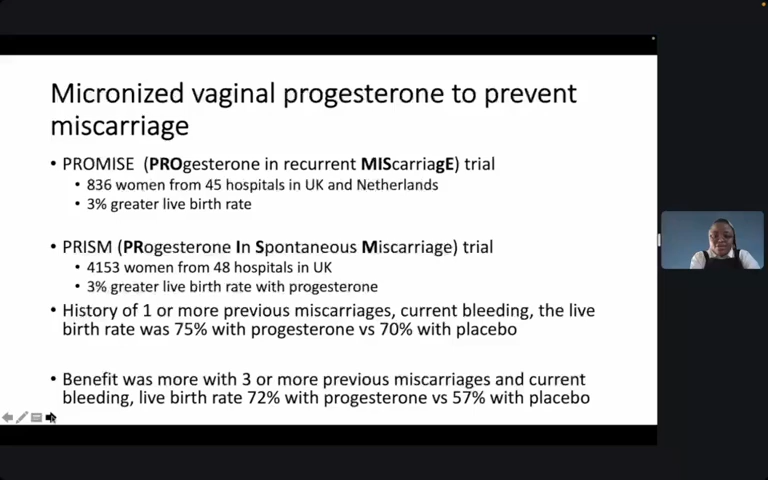 Micronized vaginal progesterone to prevent
miscarriage
• PROMISE (PROgesterone in recurrent MIScarriagE) trial
• 836 women from 45 hospitals in UK and Netherlands
• 3% greater live birth rate
• PRISM (PRogesterone In Spontaneous Miscarriage) trial
• 4153 women from 48 hospitals in UK
• 3% greater live birth rate with progesterone
• History of 1 or more previous miscarriages, current bleeding, the live
birth rate was 75% with progesterone vs 70% with placebo
• Benefit was more with 3 or more previous miscarriages and current
bleeding, live birth rate 72% with progesterone vs 57% with placebo